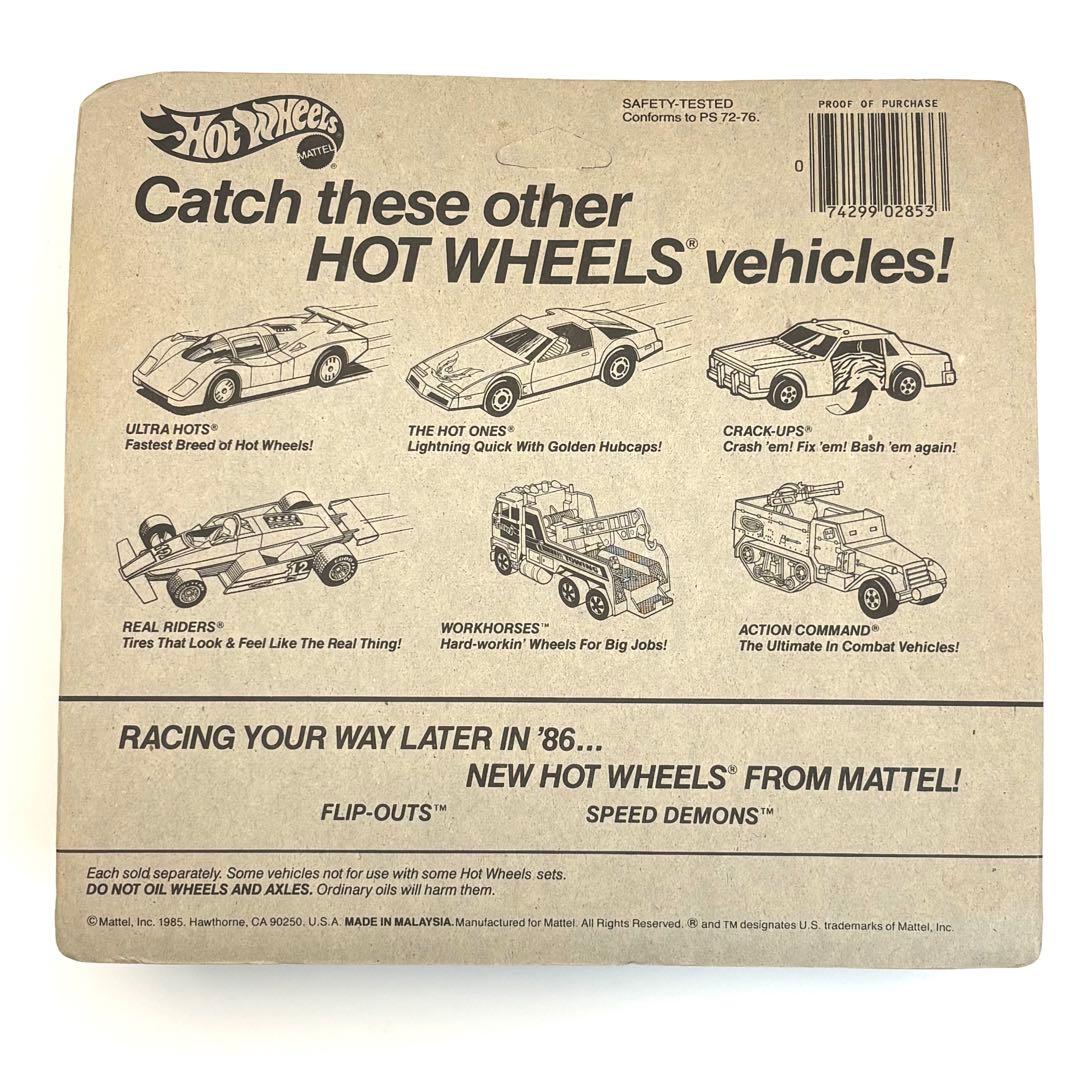 Hot Wheels
MATTEL®
SAFETY-TESTED
Conforms to PS 72-76.
PROOF OF PURCHASE
0 74299 02853
Catch these other
HOT WHEELS® vehicles!
ULTRA HOTS®
Fastest Breed of Hot Wheels!
THE HOT ONES®
Lightning Quick With Golden Hubcaps!
CRACK-UPS®
Crash 'em! Fix 'em! Bash 'em again!
12
TOWING
REAL RIDERS®
Tires That Look & Feel Like The Real Thing!
WORKHORSES™
Hard-workin' Wheels For Big Jobs!
ACTION COMMAND®
The Ultimate In Combat Vehicles!
RACING YOUR WAY LATER IN '86...
NEW HOT WHEELS® FROM MATTEL!
FLIP-OUTS™ SPEED DEMONS™
Each sold separately. Some vehicles not for use with some Hot Wheels sets.
DO NOT OIL WHEELS AND AXLES. Ordinary oils will harm them.
©Mattel, Inc. 1985. Hawthorne, CA 90250. U.S.A. MADE IN MALAYSIA. Manufactured for Mattel. All Rights Reserved. ® and TM designates U.S. trademarks of Mattel, Inc.